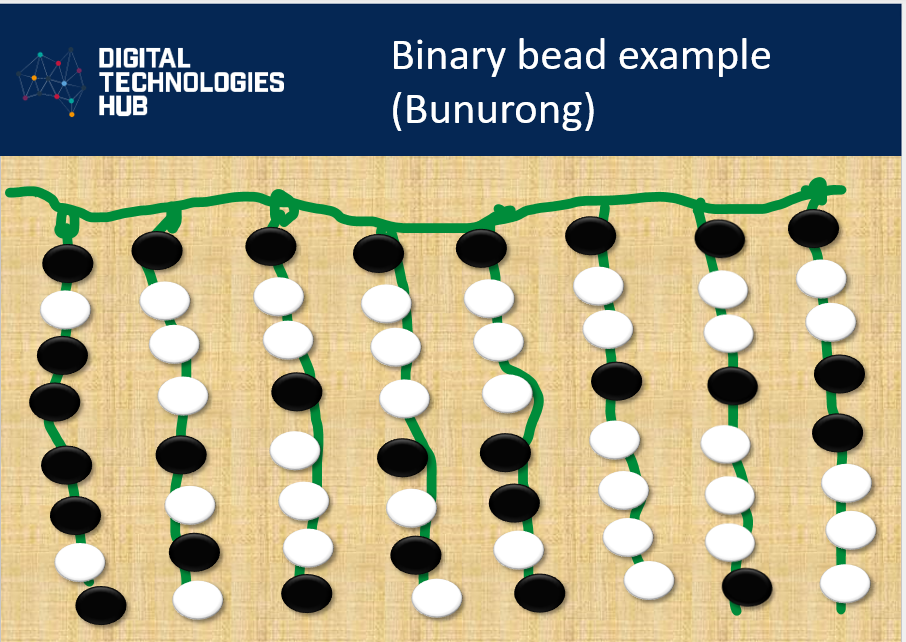 DIGITAL
TECHNOLOGIES
HUB
Binary bead example
(Bunurong)